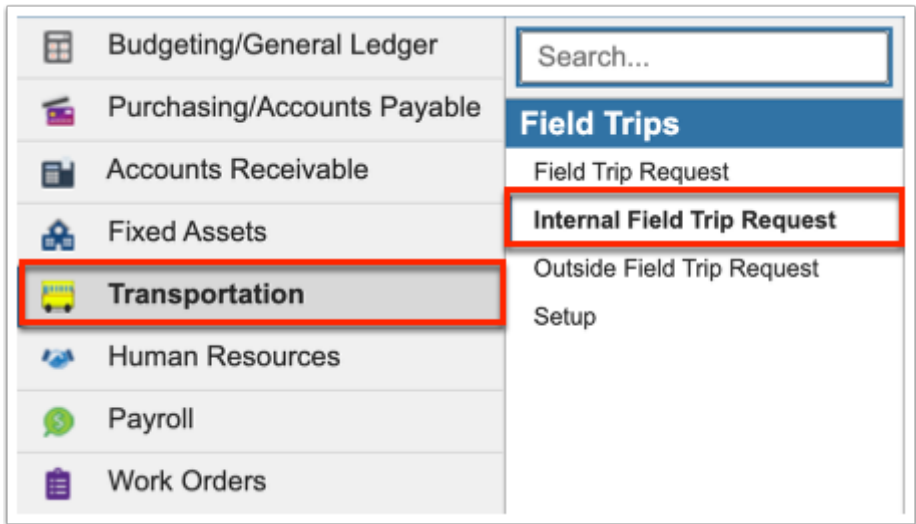 Budgeting/General Ledger
Purchasing/Accounts Payable
Accounts Receivable
Fixed Assets
Transportation
Human Resources
Payroll
Work Orders
Search...
Field Trips
Field Trip Request
Internal Field Trip Request
Outside Field Trip Request
Setup